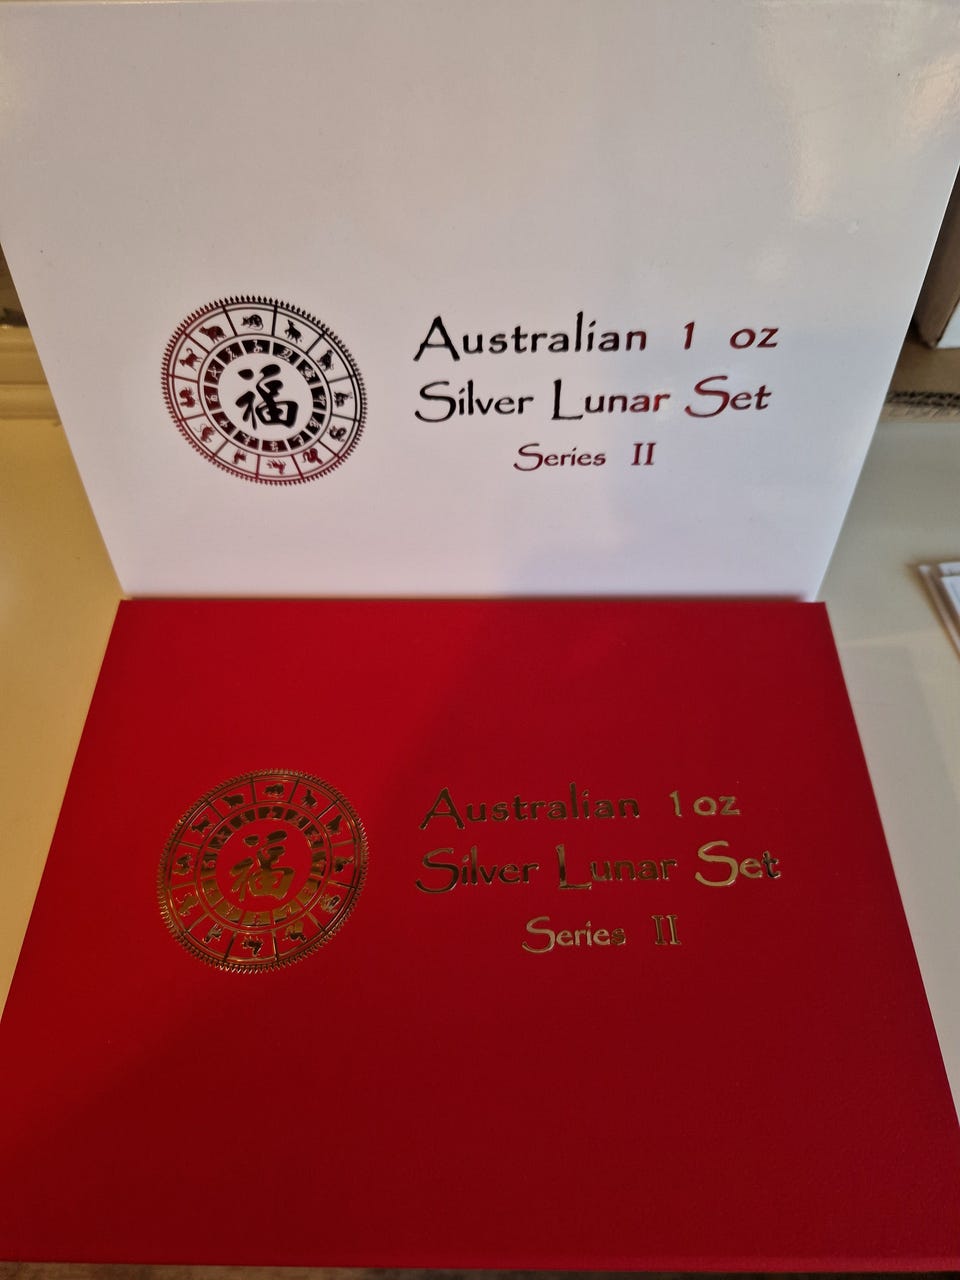 福
Australian 1 oz
Silver Lunar Set
Series II
福
Australian 1 oz
Silver Lunar Set
Series II